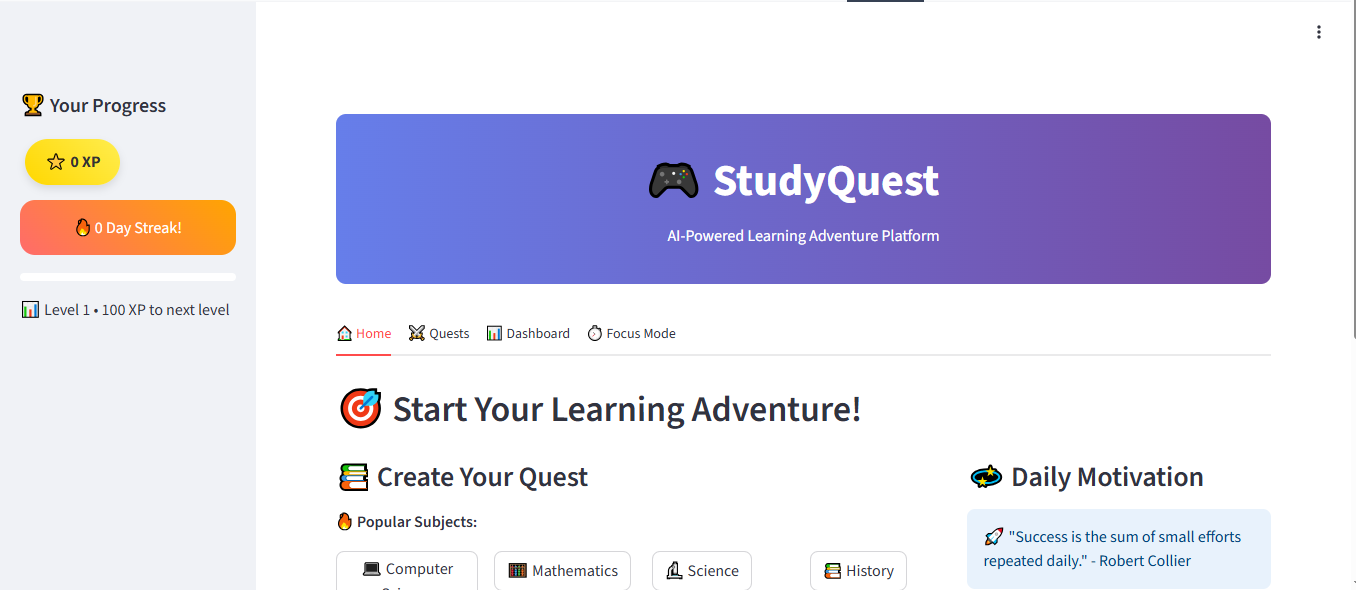 Your Progress
0 XP
0 Day Streak!
Level 1 • 100 XP to next level
StudyQuest
AI-Powered Learning Adventure Platform
Home
Quests
Dashboard
Focus Mode
Start Your Learning Adventure!
Create Your Quest
Popular Subjects:
Computer
Mathematics
Science
History
Daily Motivation
"Success is the sum of small efforts
repeated daily." - Robert Collier